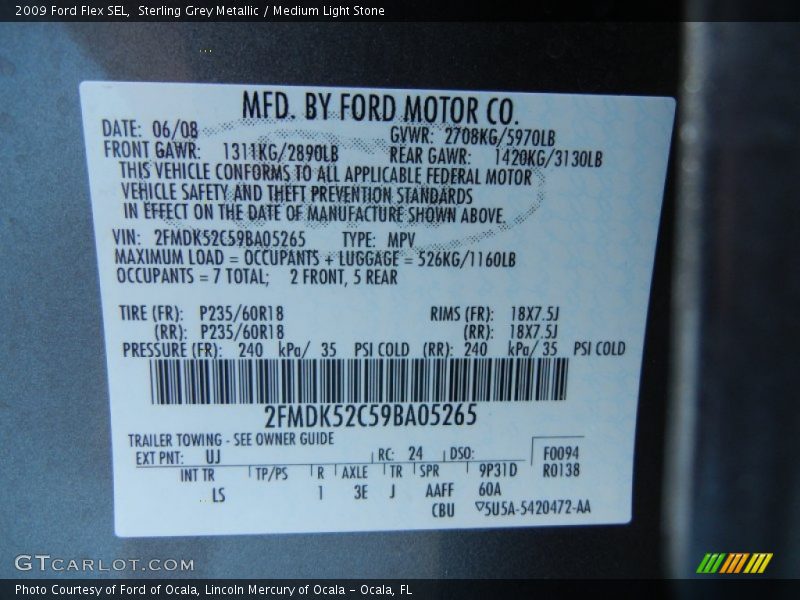 2009 Ford Flex SEL, Sterling Grey Metallic / Medium Light Stone
MFD. BY FORD MOTOR CO.
DATE: 06/08 GVWR: 2708KG/5970LB
FRONT GAWR: 1311KG/2890LB REAR GAWR: 1420KG/3130LB
THIS VEHICLE CONFORMS TO ALL APPLICABLE FEDERAL MOTOR
VEHICLE SAFETY AND THEFT PREVENTION STANDARDS
IN EFFECT ON THE DATE OF MANUFACTURE SHOWN ABOVE.
VIN: 2FMDK52C59BA05265 TYPE: MPV
MAXIMUM LOAD = OCCUPANTS + LUGGAGE = 526KG/1160LB
OCCUPANTS = 7 TOTAL; 2 FRONT, 5 REAR
TIRE (FR): P235/60R18 RIMS (FR): 18X7.5J
(RR): P235/60R18 (RR): 18X7.5J
PRESSURE (FR): 240 kPa/ 35 PSI COLD (RR): 240 kPa/ 35 PSI COLD
2FMDK52C59BA05265
TRAILER TOWING - SEE OWNER GUIDE
EXT PNT: UJ RC: 24 DSO: F0094
INT TR TP/PS R AXLE TR SPR 9P31D R0138
LS 1 3E J AAFF 60A
CBU ▽5U5A-5420472-AA
GTCARLOT.COM
Photo Courtesy of Ford of Ocala, Lincoln Mercury of Ocala – Ocala, FL